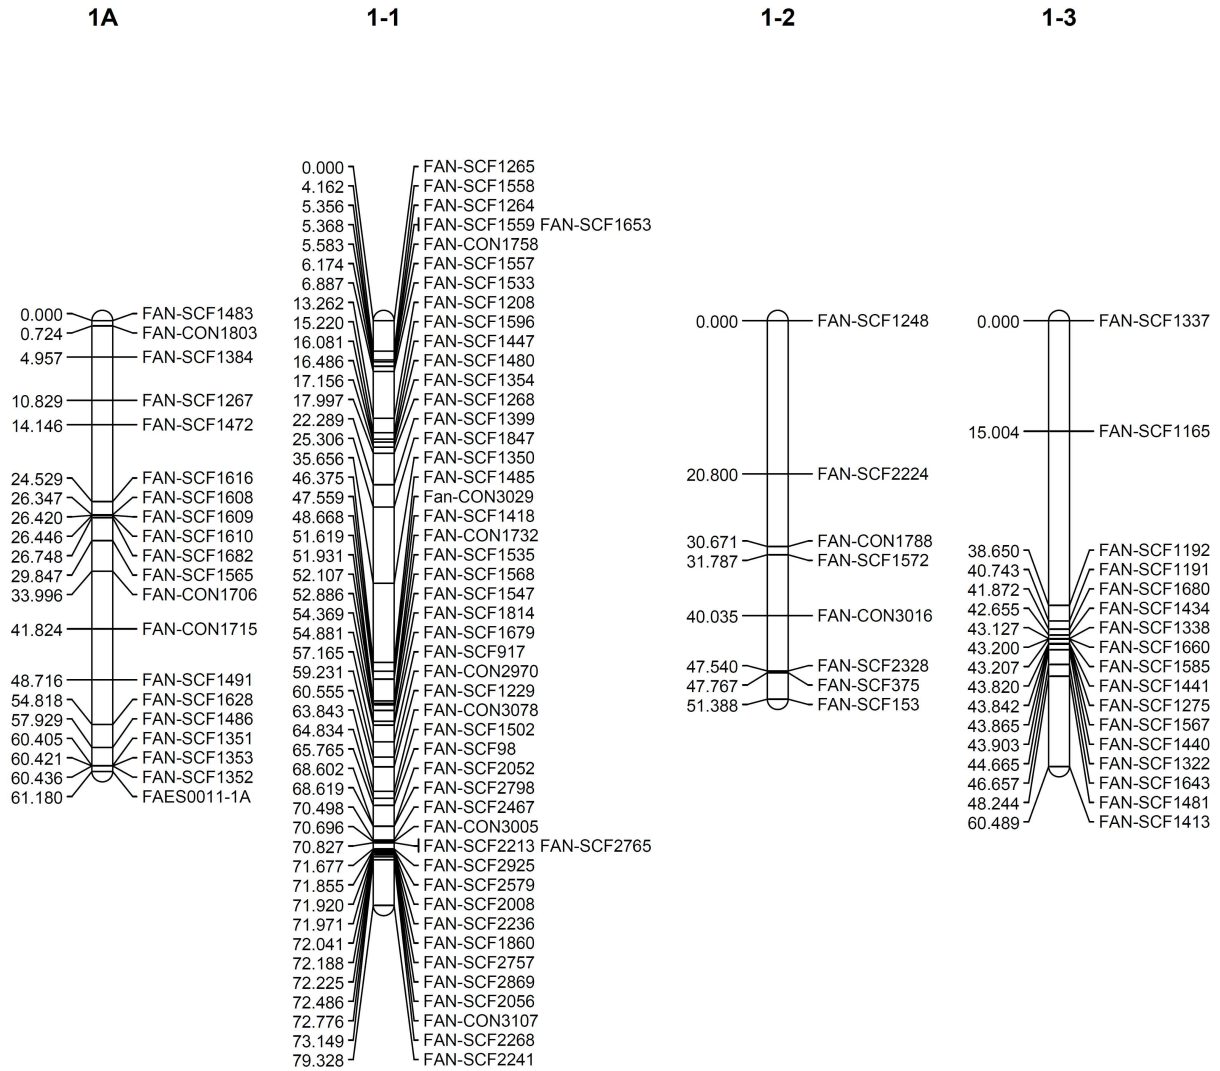 1A
0.000 FAN-SCF1483
0.724 FAN-CON1803
4.957 FAN-SCF1384
10.829 FAN-SCF1267
14.146 FAN-SCF1472
24.529 FAN-SCF1616
26.347 FAN-SCF1608
26.420 FAN-SCF1609
26.446 FAN-SCF1610
26.748 FAN-SCF1682
29.847 FAN-SCF1565
33.996 FAN-CON1706
41.824 FAN-CON1715
48.716 FAN-SCF1491
54.818 FAN-SCF1628
57.929 FAN-SCF1486
60.405 FAN-SCF1351
60.421 FAN-SCF1353
60.436 FAN-SCF1352
61.180 FAES0011-1A
1-1
0.000 FAN-SCF1265
4.162 FAN-SCF1558
5.356 FAN-SCF1264
5.368 FAN-SCF1559 FAN-SCF1653
5.583 FAN-CON1758
6.174 FAN-SCF1557
6.887 FAN-SCF1533
13.262 FAN-SCF1208
15.220 FAN-SCF1596
16.081 FAN-SCF1447
16.486 FAN-SCF1480
17.156 FAN-SCF1354
17.997 FAN-SCF1268
22.289 FAN-SCF1399
25.306 FAN-SCF1847
35.656 FAN-SCF1350
46.375 FAN-SCF1485
47.559 Fan-CON3029
48.668 FAN-SCF1418
51.619 FAN-CON1732
51.931 FAN-SCF1535
52.107 FAN-SCF1568
52.886 FAN-SCF1547
54.369 FAN-SCF1814
54.881 FAN-SCF1679
57.165 FAN-SCF917
59.231 FAN-CON2970
60.555 FAN-SCF1229
63.843 FAN-CON3078
64.834 FAN-SCF1502
65.765 FAN-SCF98
68.602 FAN-SCF2052
68.619 FAN-SCF2798
70.498 FAN-SCF2467
70.696 FAN-CON3005
70.827 FAN-SCF2213 FAN-SCF2765
71.677 FAN-SCF2925
71.855 FAN-SCF2579
71.920 FAN-SCF2008
71.971 FAN-SCF2236
72.041 FAN-SCF1860
72.188 FAN-SCF2757
72.225 FAN-SCF2869
72.486 FAN-SCF2056
72.776 FAN-CON3107
73.149 FAN-SCF2268
79.328 FAN-SCF2241
1-2
0.000 FAN-SCF1248
20.800 FAN-SCF2224
30.671 FAN-CON1788
31.787 FAN-SCF1572
40.035 FAN-CON3016
47.540 FAN-SCF2328
47.767 FAN-SCF375
51.388 FAN-SCF153
1-3
0.000 FAN-SCF1337
15.004 FAN-SCF1165
38.650 FAN-SCF1192
40.743 FAN-SCF1191
41.872 FAN-SCF1680
42.655 FAN-SCF1434
43.127 FAN-SCF1338
43.200 FAN-SCF1660
43.207 FAN-SCF1585
43.820 FAN-SCF1441
43.842 FAN-SCF1275
43.865 FAN-SCF1567
43.903 FAN-SCF1440
44.665 FAN-SCF1322
46.657 FAN-SCF1643
48.244 FAN-SCF1481
60.489 FAN-SCF1413